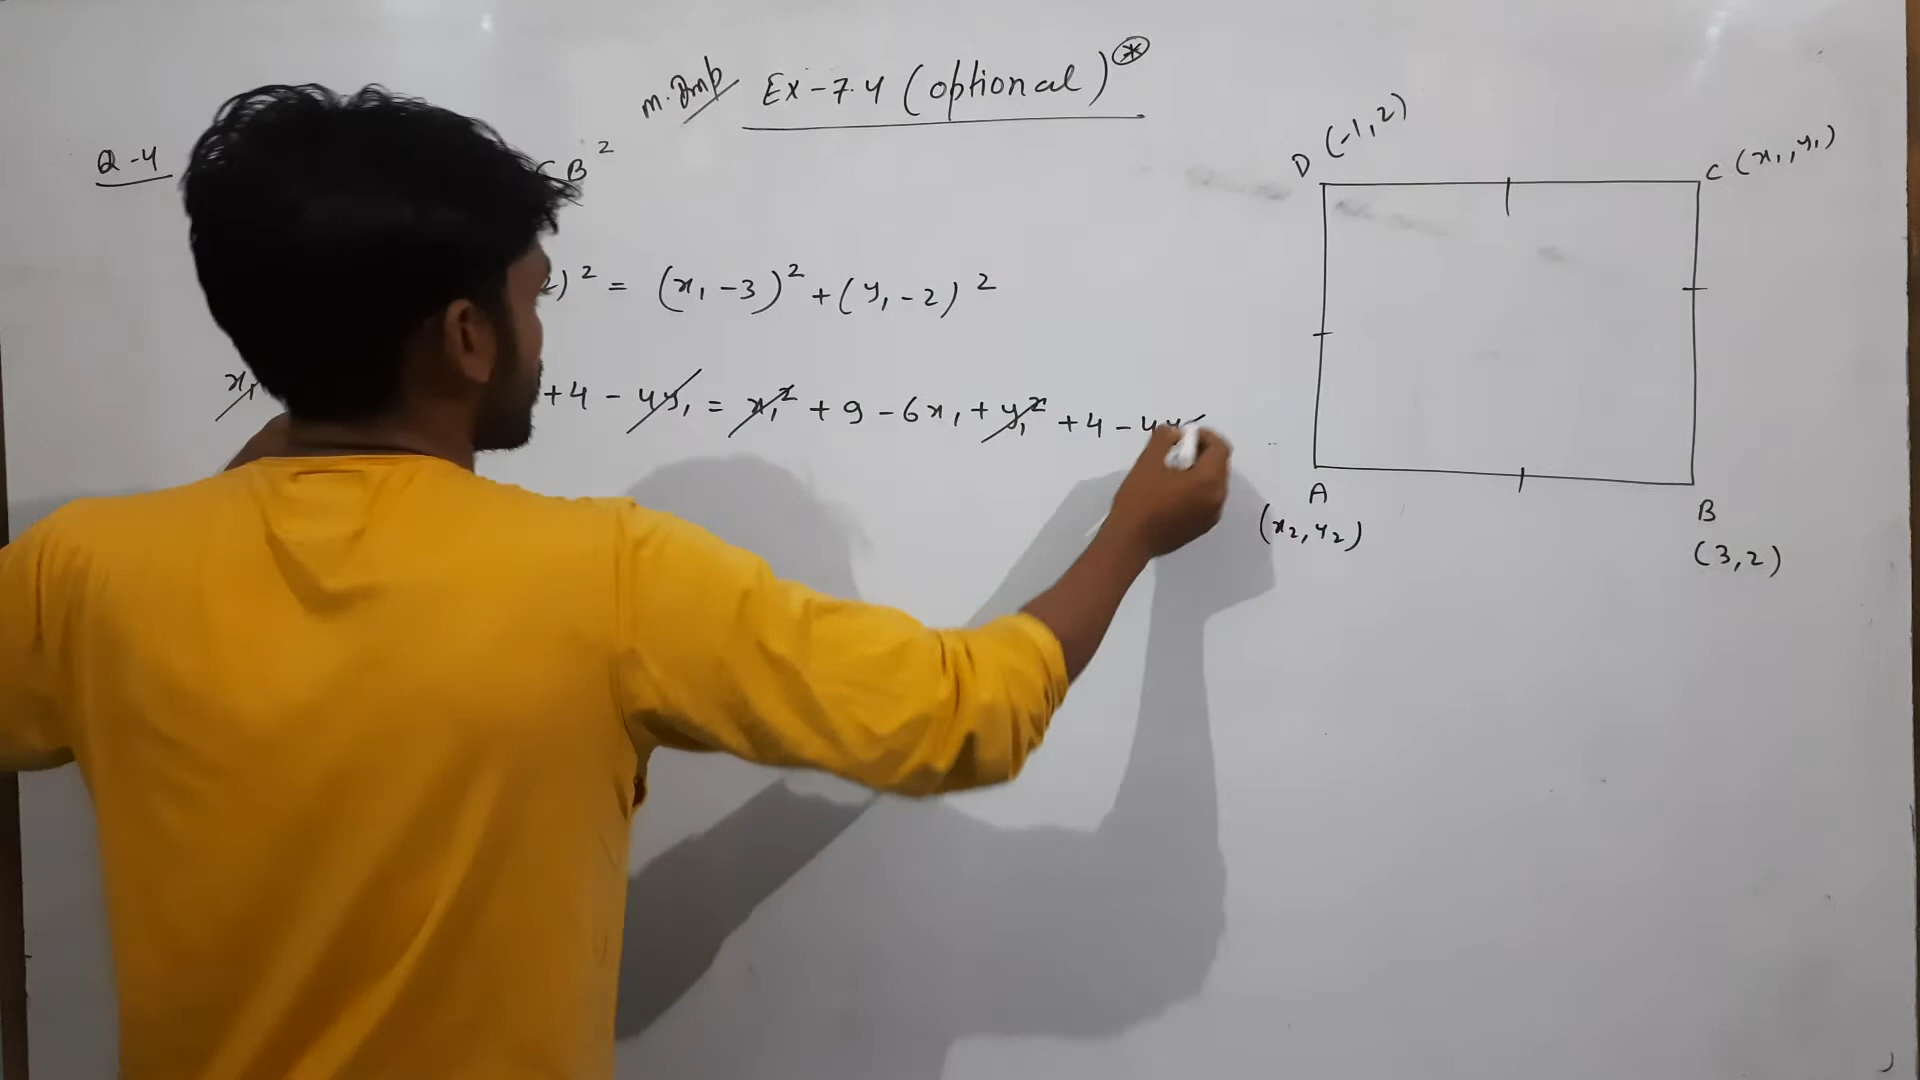 m. Imp Ex-7.4 (optional) *
Q-4 CB²
2)² = (x₁-3)² + (y₁-2)²
x₁ +4 - 4y₁ = x₁² + 9 - 6x₁ + y₁² + 4 - 4y
D (-1,2)
C (x₁,y₁)
A
(x₂,y₂)
B
(3,2)